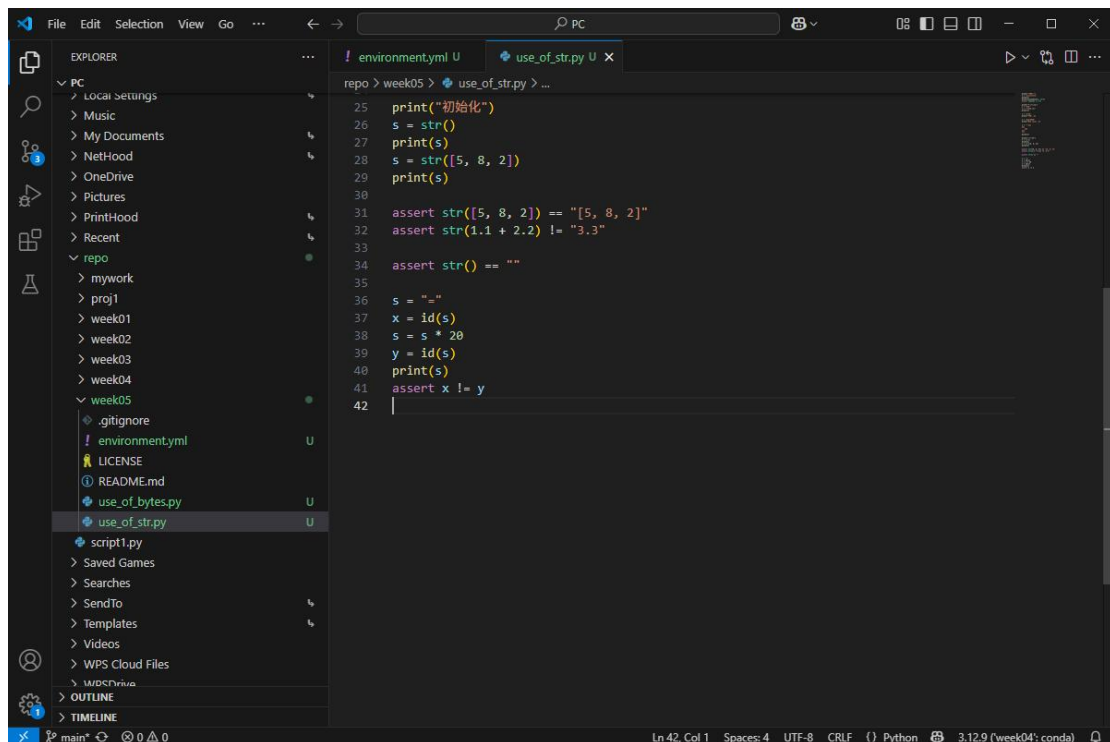 File Edit Selection View Go ··· PC
EXPLORER ···
PC
Local Settings
Music
My Documents
NetHood
OneDrive
Pictures
PrintHood
Recent
repo
mywork
proj1
week01
week02
week03
week04
week05
.gitignore
! environment.yml U
LICENSE
README.md
use_of_bytes.py U
use_of_str.py U
script1.py
Saved Games
Searches
SendTo
Templates
Videos
WPS Cloud Files
WPSDrive
OUTLINE
TIMELINE
3
1
! environment.yml U use_of_str.py U
repo > week05 > use_of_str.py > ...
25 print("初始化")
26 s = str()
27 print(s)
28 s = str([5, 8, 2])
29 print(s)
30
31 assert str([5, 8, 2]) == "[5, 8, 2]"
32 assert str(1.1 + 2.2) != "3.3"
33
34 assert str() == ""
35
36 s = "="
37 x = id(s)
38 s = s * 20
39 y = id(s)
40 print(s)
41 assert x != y
42
main* 0 0 Ln 42, Col 1 Spaces: 4 UTF-8 CRLF {} Python 3.12.9 ('week04': conda)